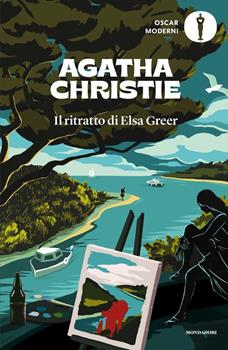 OSCAR
MODERNI
AGATHA
CHRISTIE
Il ritratto di Elsa Greer
MONDADORI